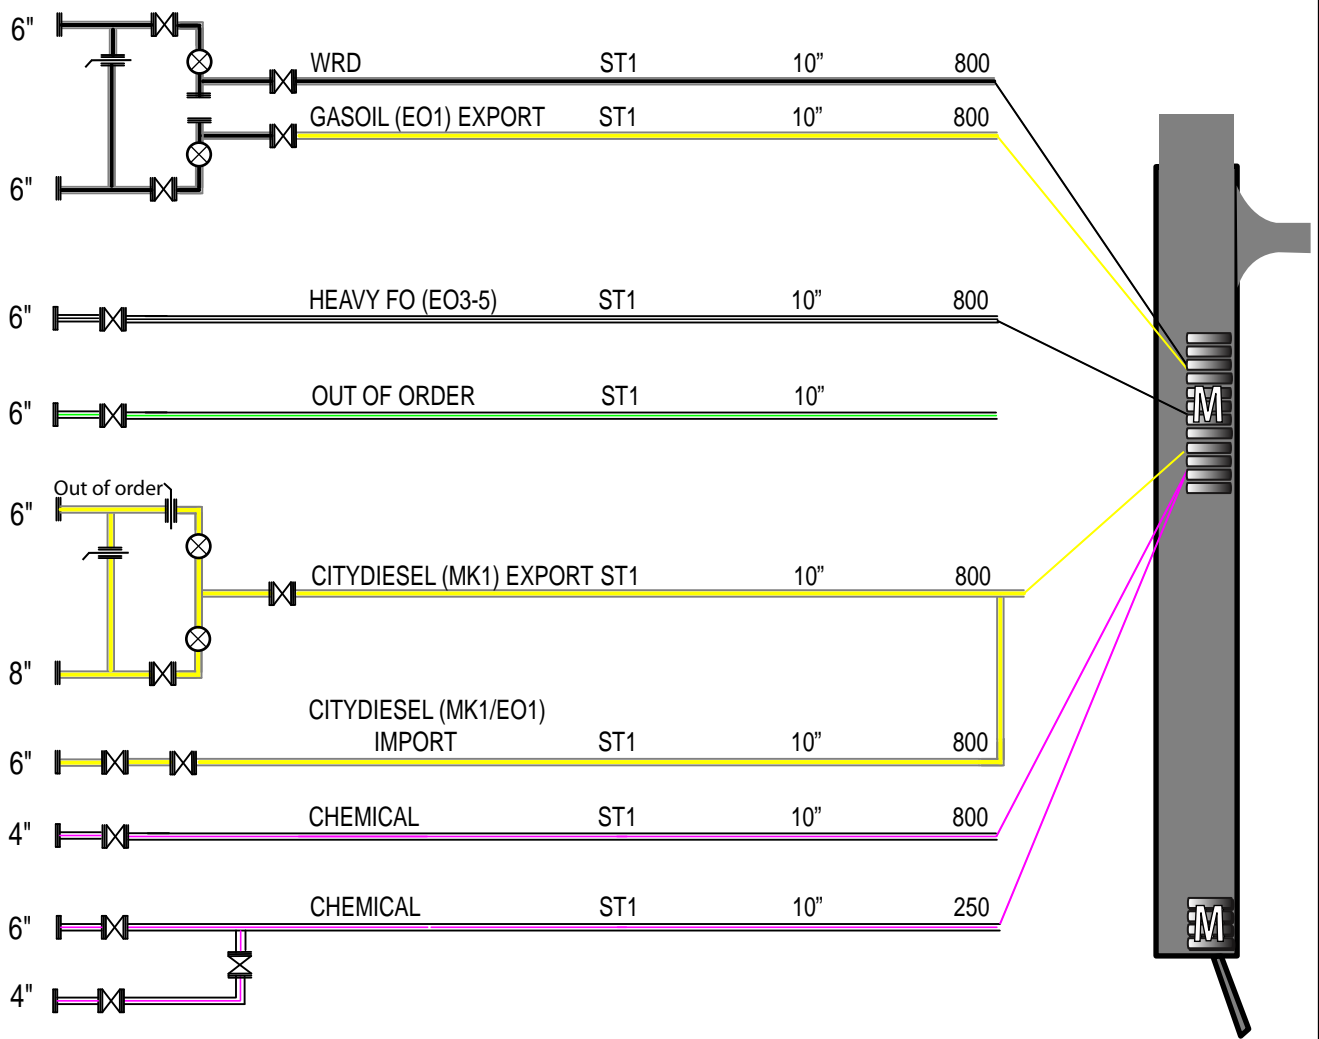 6"
WRD ST1 10” 800
GASOIL (EO1) EXPORT ST1 10” 800
6"
6" HEAVY FO (EO3-5) ST1 10” 800
6" OUT OF ORDER ST1 10”
M
Out of order
6"
CITYDIESEL (MK1) EXPORT ST1 10” 800
8"
CITYDIESEL (MK1/EO1)
6" IMPORT ST1 10” 800
4" CHEMICAL ST1 10” 800
6" CHEMICAL ST1 10” 250
M
4"